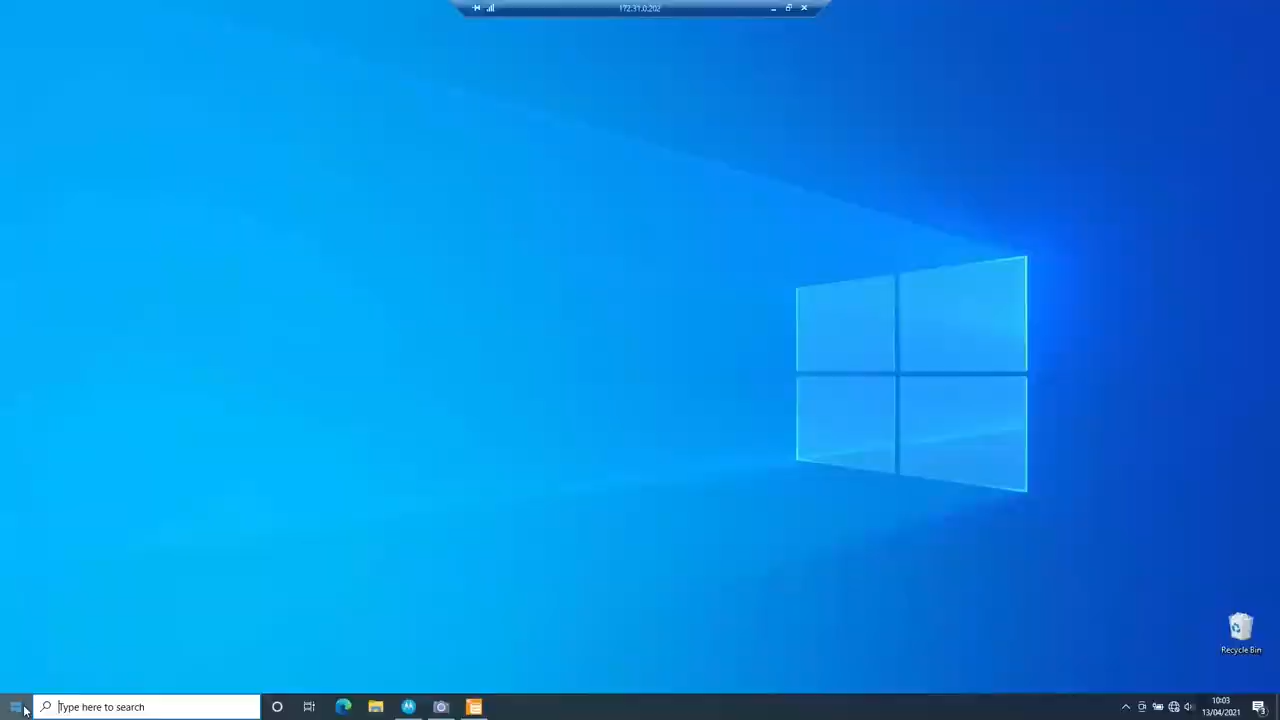 172.31.0.202
Recycle Bin
Type here to search
10:03
13/04/2021